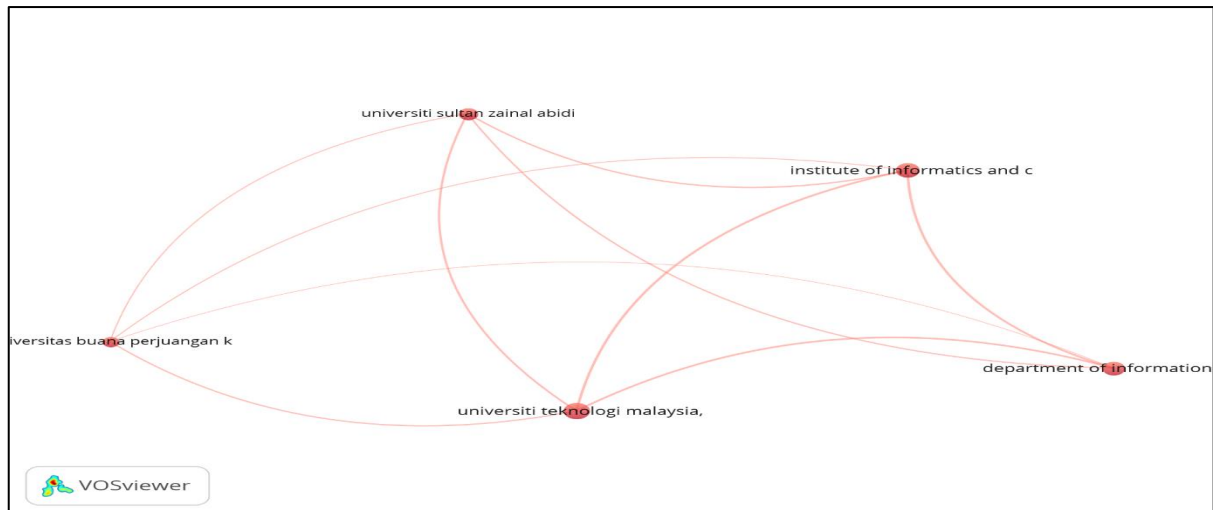 universiti sultan zainal abidi
institute of informatics and c
iversitas buana perjuangan k
department of information
universiti teknologi malaysia,
VOSviewer